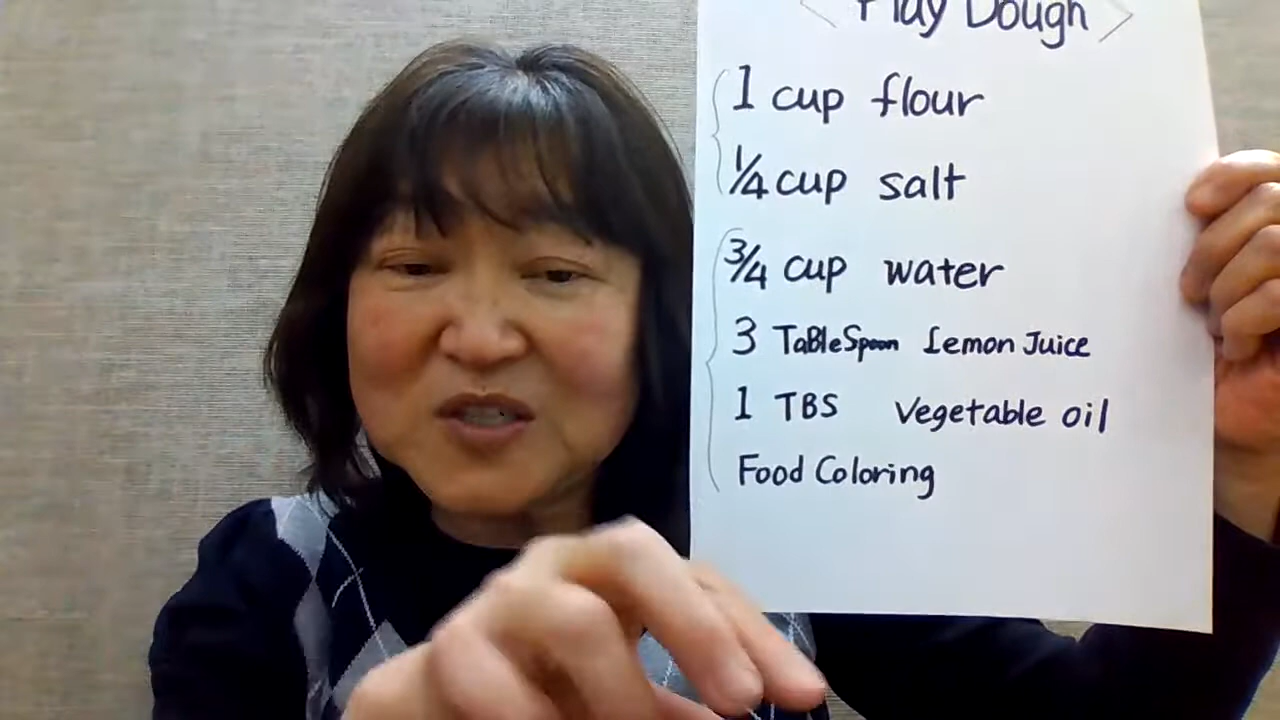 <Play Dough>
1 cup flour
1/4 cup salt
3/4 cup water
3 TaBleSpoon Lemon Juice
1 TBS Vegetable oil
Food Coloring